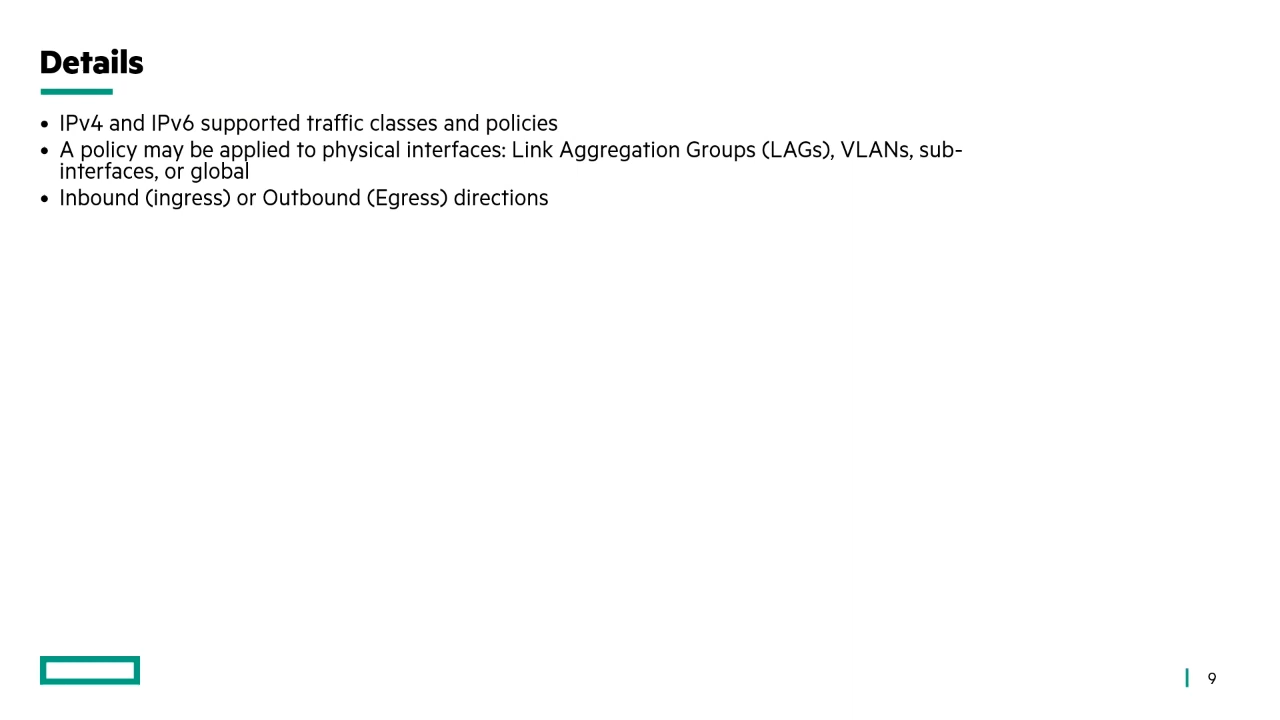 Details
• IPv4 and IPv6 supported traffic classes and policies
• A policy may be applied to physical interfaces: Link Aggregation Groups (LAGs), VLANs, sub-
interfaces, or global
• Inbound (ingress) or Outbound (Egress) directions
9